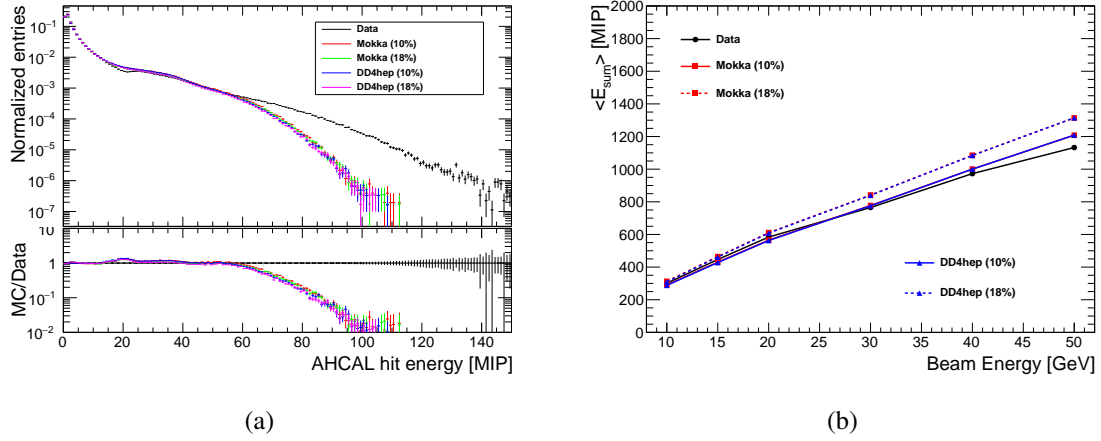 Normalized entries
10⁻¹
10⁻²
10⁻³
10⁻⁴
10⁻⁵
10⁻⁶
10⁻⁷
Data
Mokka (10%)
Mokka (18%)
DD4hep (10%)
DD4hep (18%)
MC/Data
10
1
10⁻¹
10⁻²
0 20 40 60 80 100 120 140
AHCAL hit energy [MIP]
(a)
<E_sum> [MIP]
2000
1800
1600
1400
1200
1000
800
600
400
200
0
Data
Mokka (10%)
Mokka (18%)
DD4hep (10%)
DD4hep (18%)
10 15 20 25 30 35 40 45 50
Beam Energy [GeV]
(b)